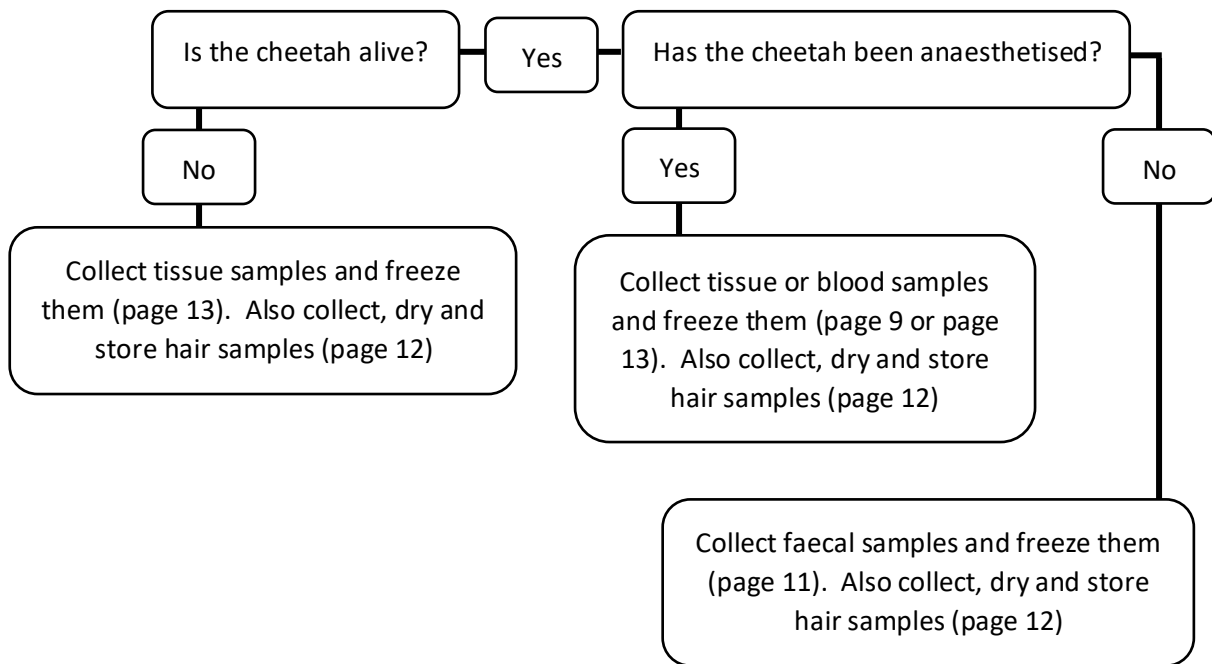 Is the cheetah alive?
Yes
Has the cheetah been anaesthetised?
No
Yes
No
Collect tissue samples and freeze
them (page 13).  Also collect, dry and
store hair samples (page 12)
Collect tissue or blood samples
and freeze them (page 9 or page
13).  Also collect, dry and store
hair samples (page 12)
Collect faecal samples and freeze them
(page 11).  Also collect, dry and store
hair samples (page 12)